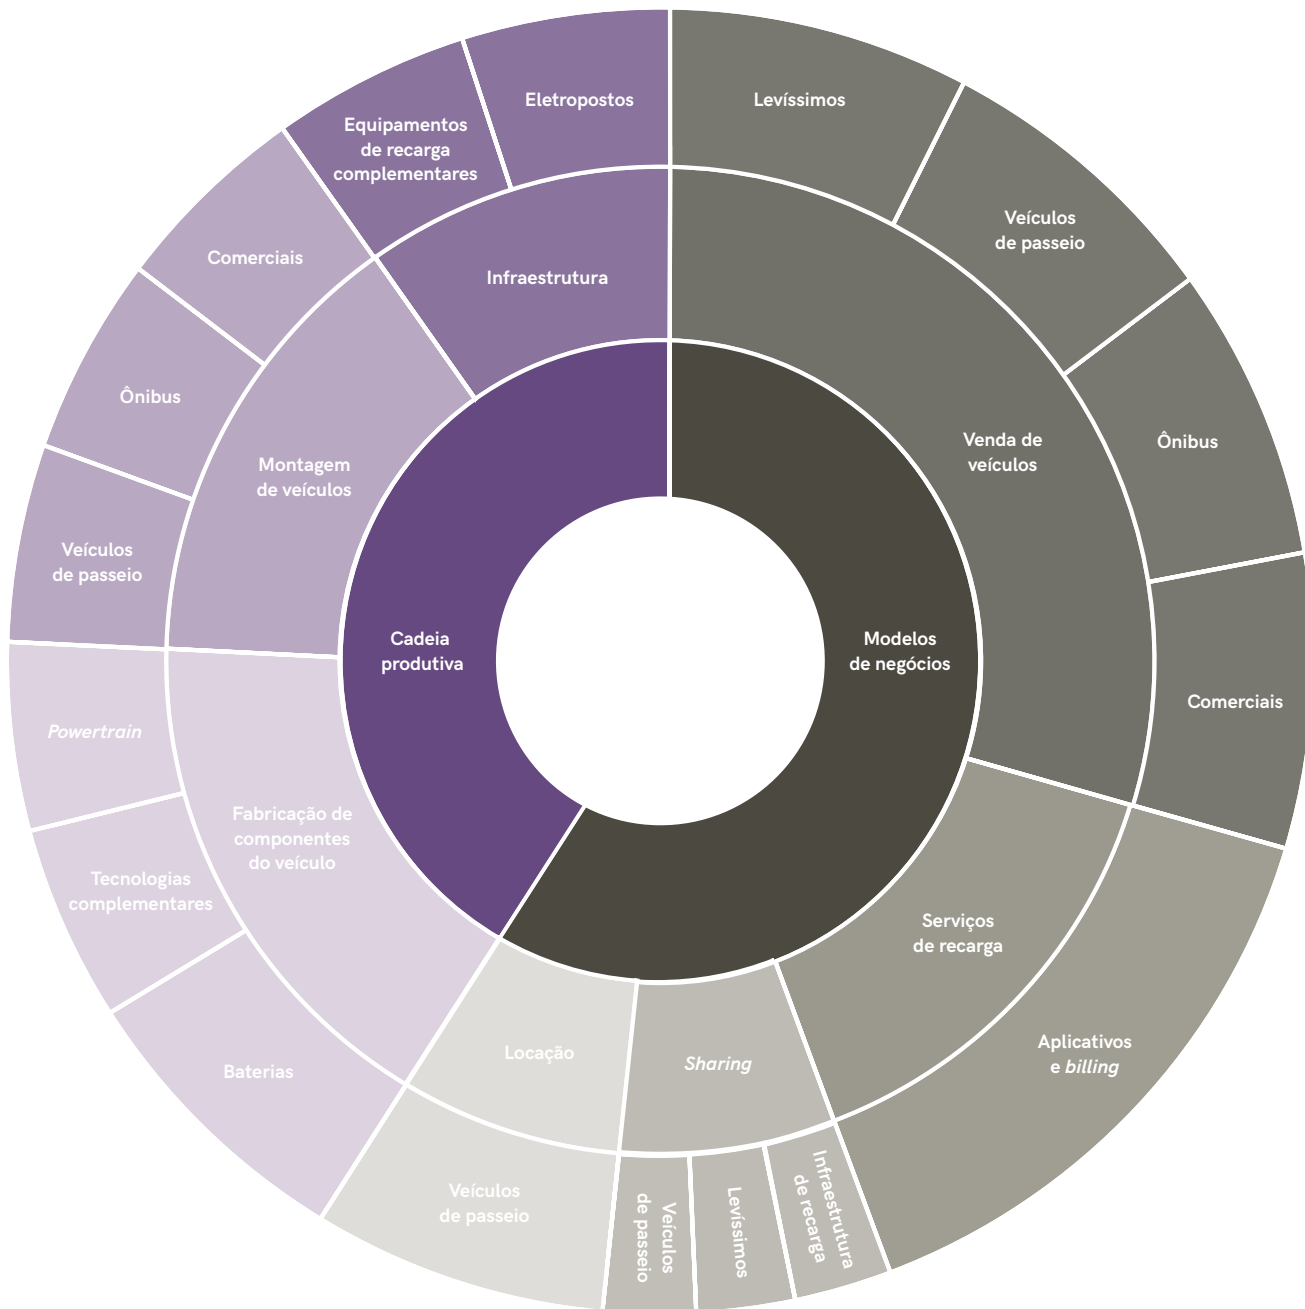 Eletropostos
Levíssimos
Equipamentos
de recarga
complementares
Veículos
de passeio
Comerciais
Infraestrutura
Ônibus
Montagem
de veículos
Venda de
veículos
Ônibus
Veículos
de passeio
Cadeia
produtiva
Modelos
de negócios
Comerciais
Powertrain
Fabricação de
componentes
do veículo
Tecnologias
complementares
Serviços
de recarga
Baterias
Locação
Sharing
Aplicativos
e billing
Veículos
de passeio
Veículos
de passeio
Levíssimos
Infraestrutura
de recarga